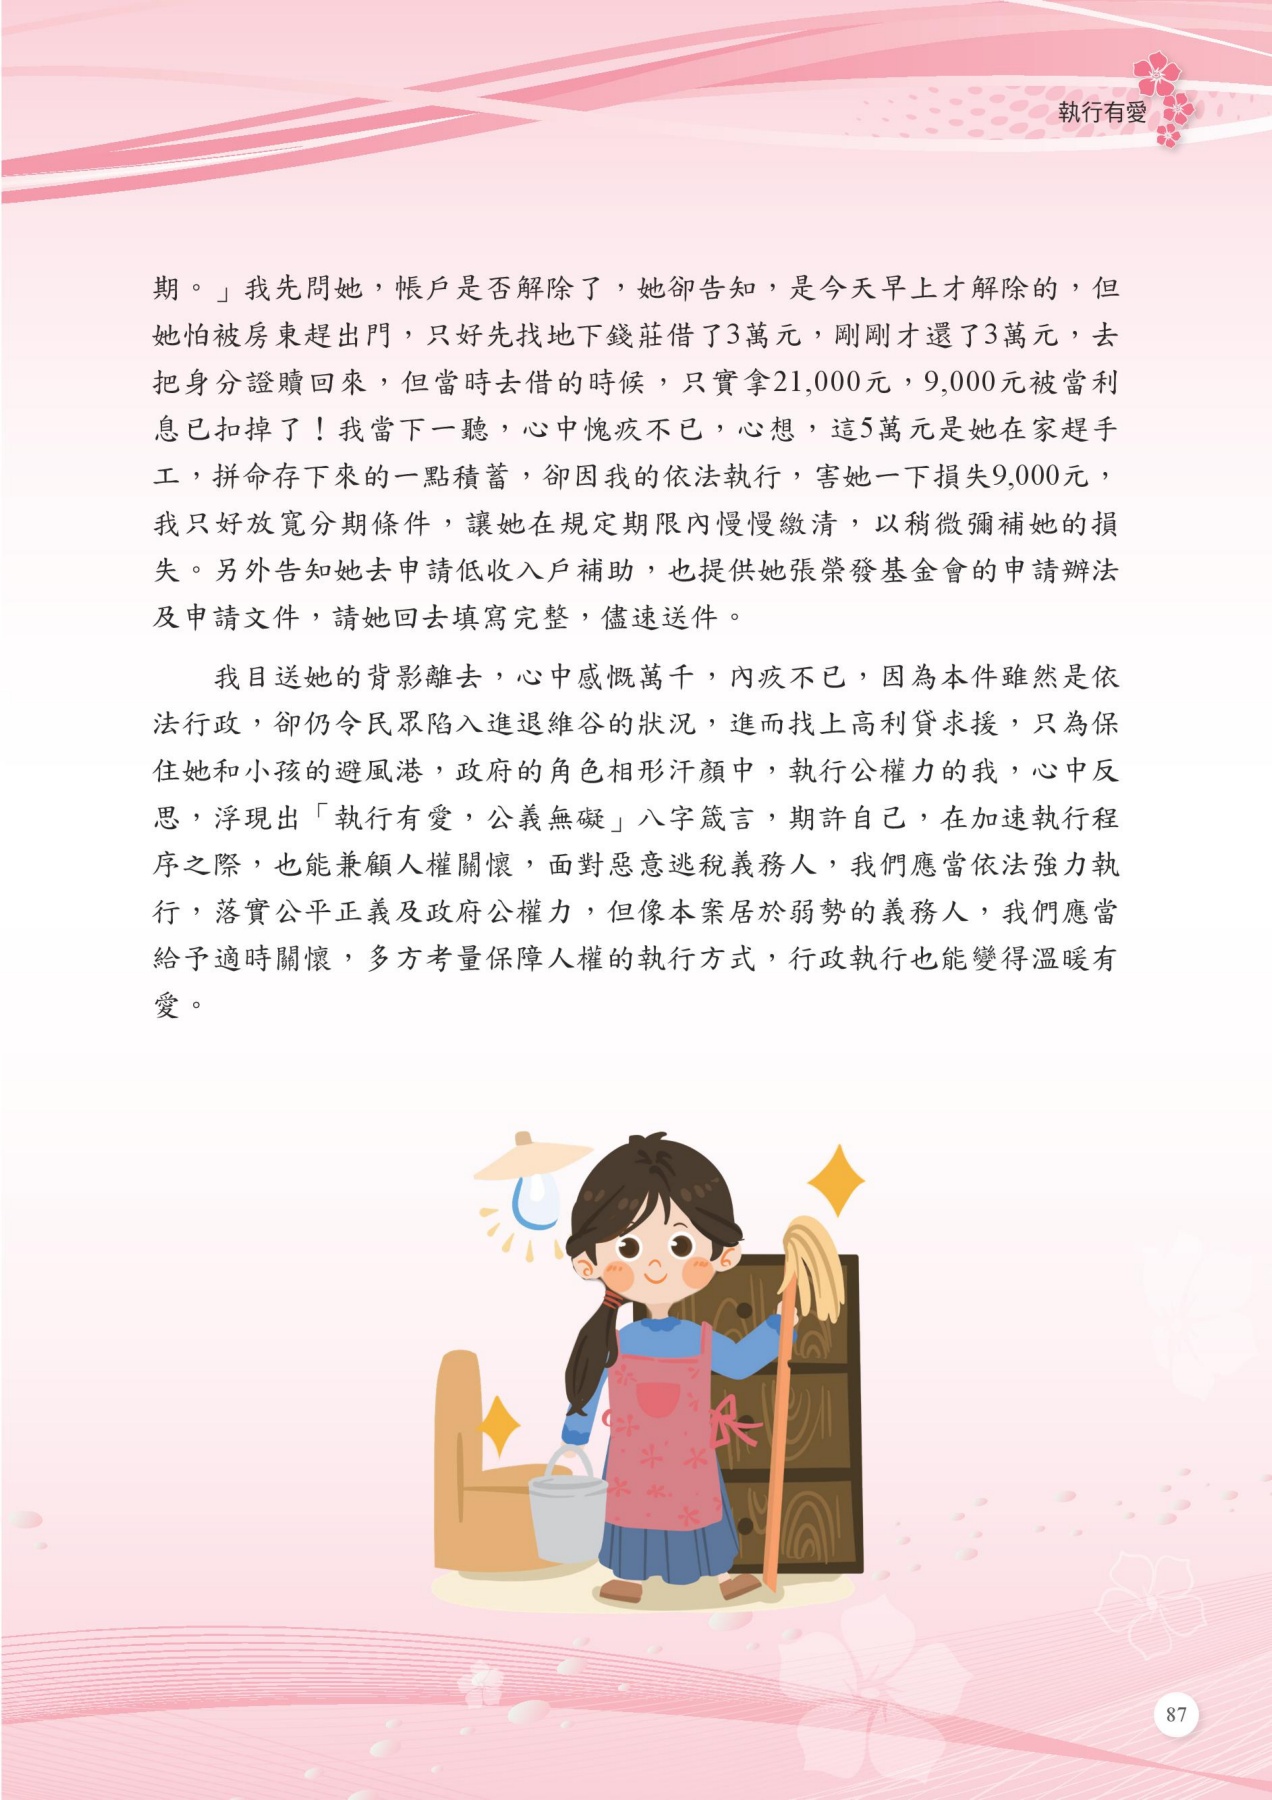 執行有愛
期。」我先問她，帳戶是否解除了，她卻告知，是今天早上才解除的，但
她怕被房東趕出門，只好先找地下錢莊借了3萬元，剛剛才還了3萬元，去
把身分證贖回來，但當時去借的時候，只實拿21,000元，9,000元被當利
息已扣掉了！我當下一聽，心中愧疚不已，心想，這5萬元是她在家趕手
工，拼命存下來的一點積蓄，卻因我的依法執行，害她一下損失9,000元，
我只好放寬分期條件，讓她在規定期限內慢慢繳清，以稍微彌補她的損
失。另外告知她去申請低收入戶補助，也提供她張榮發基金會的申請辦法
及申請文件，請她回去填寫完整，儘速送件。
我目送她的背影離去，心中感慨萬千，內疚不已，因為本件雖然是依
法行政，卻仍令民眾陷入進退維谷的狀況，進而找上高利貸求援，只為保
住她和小孩的避風港，政府的角色相形汗顏中，執行公權力的我，心中反
思，浮現出「執行有愛，公義無礙」八字箴言，期許自己，在加速執行程
序之際，也能兼顧人權關懷，面對惡意逃稅義務人，我們應當依法強力執
行，落實公平正義及政府公權力，但像本案居於弱勢的義務人，我們應當
給予適時關懷，多方考量保障人權的執行方式，行政執行也能變得溫暖有
愛。
87